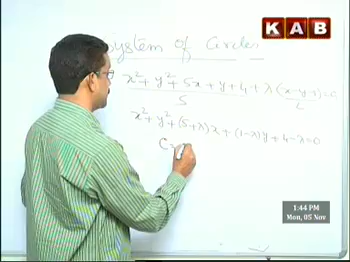 KAB
System of Circles
x²+y²+5x+y+4+λ(x-y-1)=0
S L
x²+y²+(5+λ)x+(1-λ)y+4-λ=0
C
1:44 PM
Mon, 05 Nov